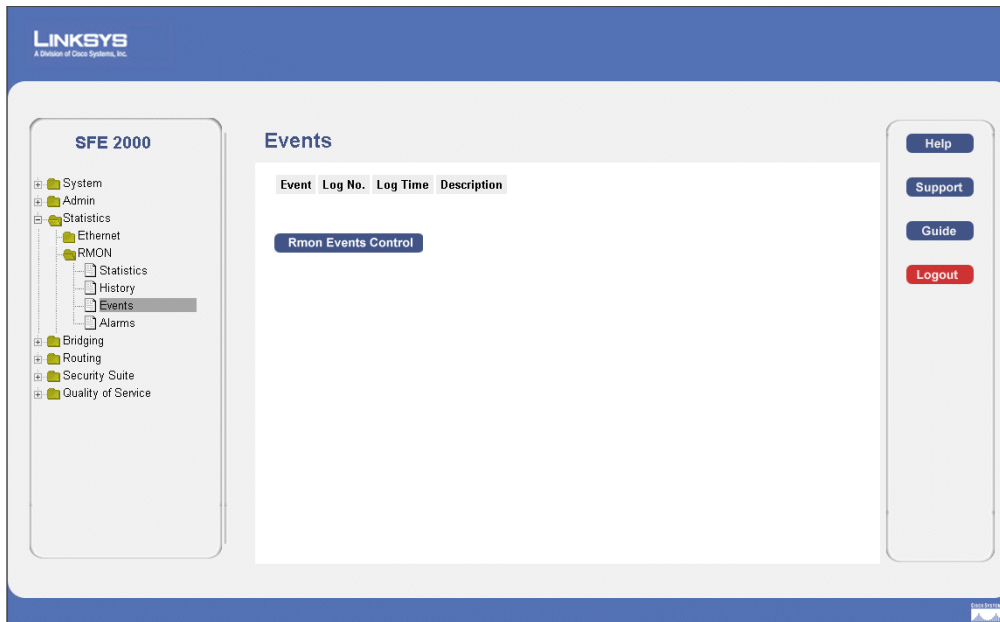 LINKSYS
A Division of Cisco Systems, Inc.
SFE 2000
System
Admin
Statistics
Ethernet
RMON
Statistics
History
Events
Alarms
Bridging
Routing
Security Suite
Quality of Service
Events
Event Log No. Log Time Description
Rmon Events Control
Help
Support
Guide
Logout